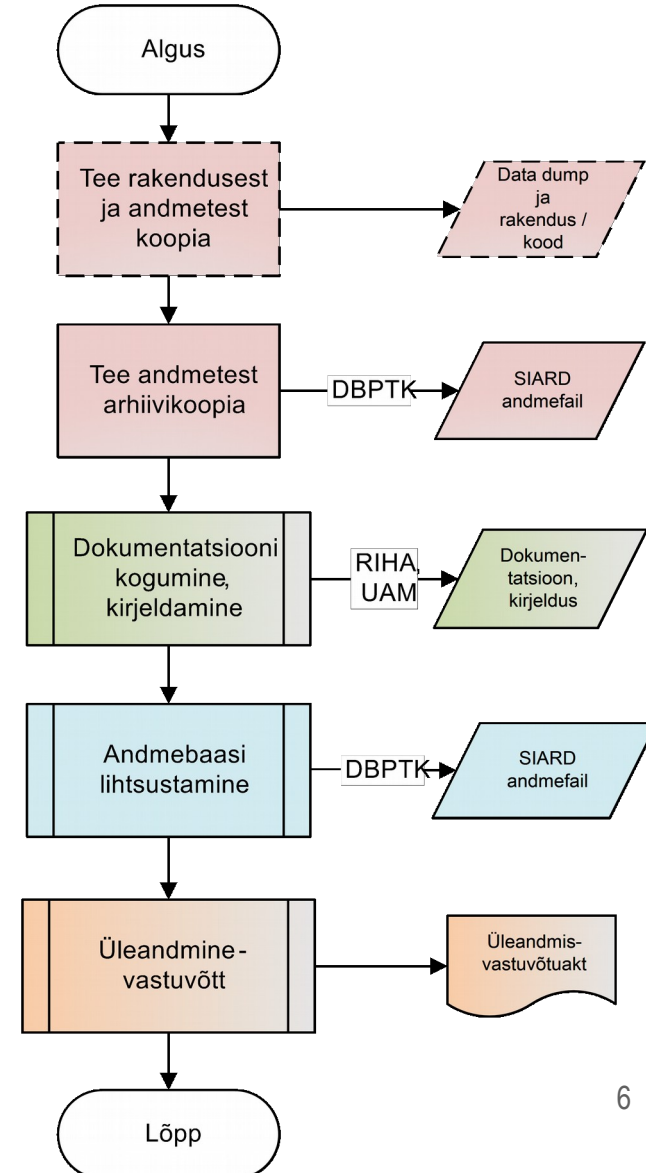 Algus
Tee rakendusest
ja andmetest
koopia
Data dump
ja
rakendus /
kood
Tee andmetest
arhiivikoopia
DBPTK
SIARD
andmefail
Dokumentatsiooni
kogumine,
kirjeldamine
RIHA,
UAM
Dokumen-
tatsioon,
kirjeldus
Andmebaasi
lihtsustamine
DBPTK
SIARD
andmefail
Üleandmine-
vastuvõtt
Üleandmis-
vastuvõtuakt
Lõpp
6